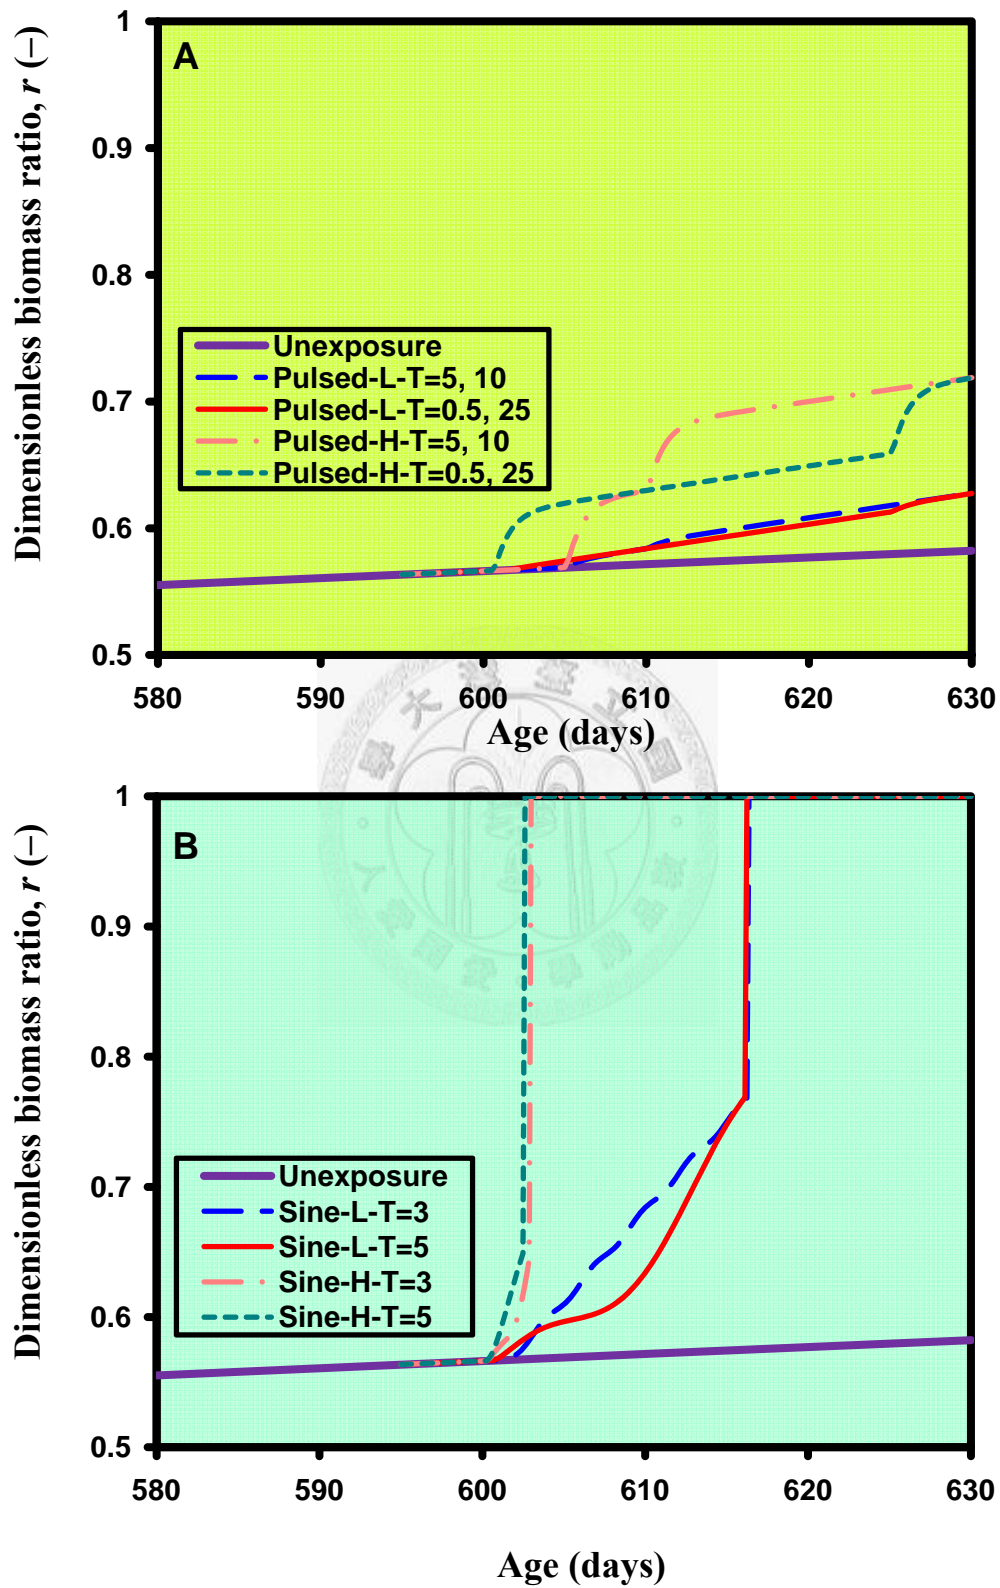 Dimensionless biomass ratio, r (–)
1
0.9
0.8
0.7
0.6
0.5
A
Unexposure
Pulsed-L-T=5, 10
Pulsed-L-T=0.5, 25
Pulsed-H-T=5, 10
Pulsed-H-T=0.5, 25
580 590 600 610 620 630
Age (days)
Dimensionless biomass ratio, r (–)
1
0.9
0.8
0.7
0.6
0.5
B
Unexposure
Sine-L-T=3
Sine-L-T=5
Sine-H-T=3
Sine-H-T=5
580 590 600 610 620 630
Age (days)